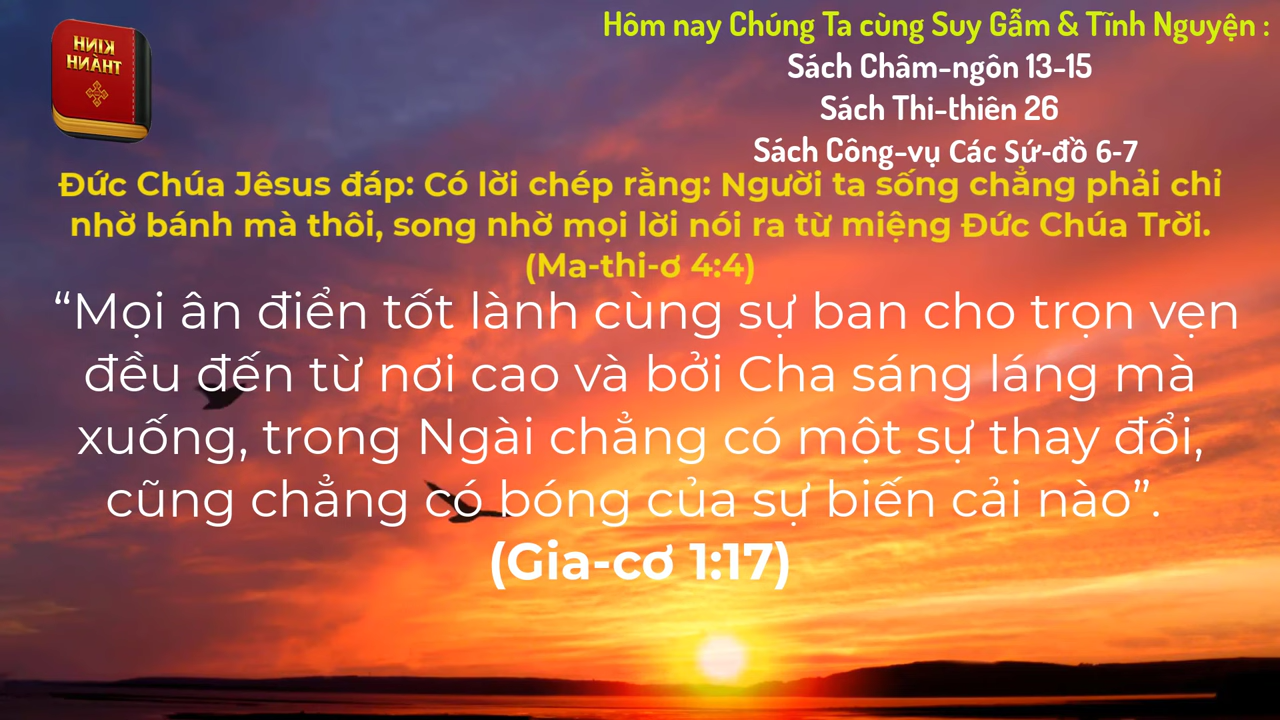 KINH
THÁNH
Hôm nay Chúng Ta cùng Suy Gẫm & Tĩnh Nguyện :
Sách Châm-ngôn 13-15
Sách Thi-thiên 26
Sách Công-vụ Các Sứ-đồ 6-7
Đức Chúa Jêsus đáp: Có lời chép rằng: Người ta sống chẳng phải chỉ
nhờ bánh mà thôi, song nhờ mọi lời nói ra từ miệng Đức Chúa Trời.
(Ma-thi-ơ 4:4)
“Mọi ân điển tốt lành cùng sự ban cho trọn vẹn
đều đến từ nơi cao và bởi Cha sáng láng mà
xuống, trong Ngài chẳng có một sự thay đổi,
cũng chẳng có bóng của sự biến cải nào”.
(Gia-cơ 1:17)